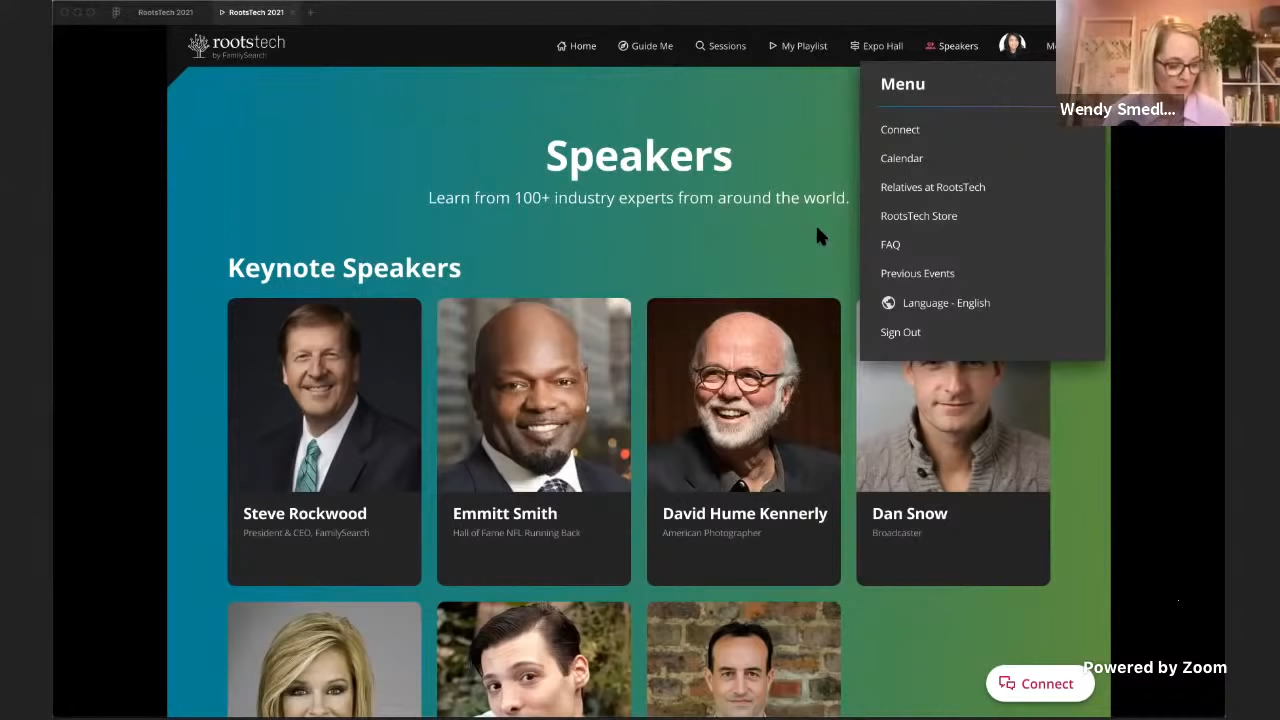 RootsTech 2021
RootsTech 2021
rootstech
by FamilySearch
Home
Guide Me
Sessions
My Playlist
Expo Hall
Speakers
Menu
Connect
Calendar
Relatives at RootsTech
RootsTech Store
FAQ
Previous Events
Language - English
Sign Out
Wendy Smedl...
Speakers
Learn from 100+ industry experts from around the world.
Keynote Speakers
Steve Rockwood
President & CEO, FamilySearch
Emmitt Smith
Hall of Fame NFL Running Back
David Hume Kennerly
American Photographer
Dan Snow
Broadcaster
Connect
Powered by Zoom